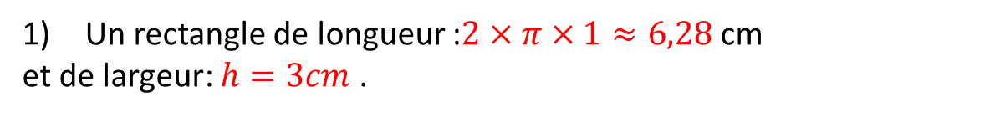 1) Un rectangle de longueur :2 × π × 1 ≈ 6,28 cm
et de largeur: h = 3cm .